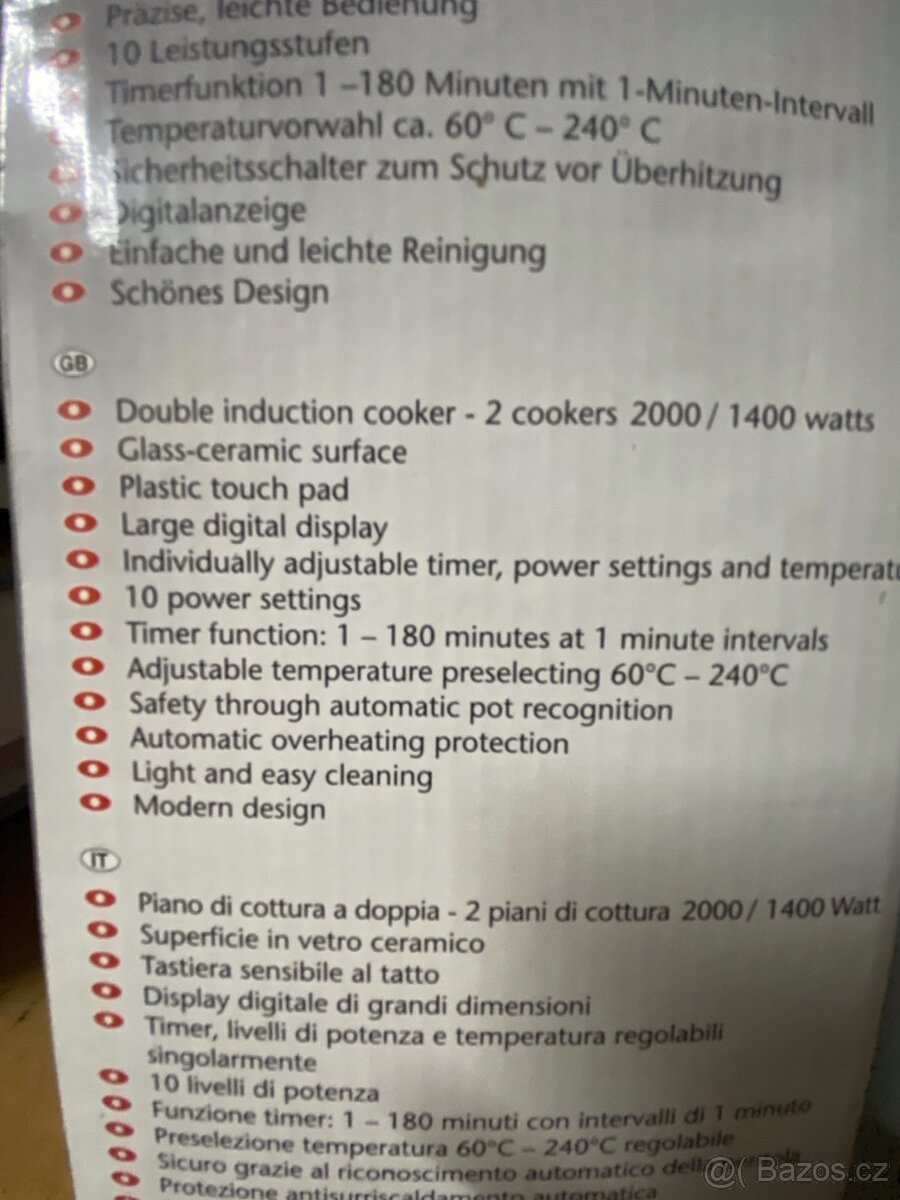 Präzise, leichte Bedienung
10 Leistungsstufen
Timerfunktion 1 –180 Minuten mit 1-Minuten-Intervall
Temperaturvorwahl ca. 60° C – 240° C
Sicherheitsschalter zum Schutz vor Überhitzung
Digitalanzeige
Einfache und leichte Reinigung
Schönes Design
GB
Double induction cooker - 2 cookers 2000 / 1400 watts
Glass-ceramic surface
Plastic touch pad
Large digital display
Individually adjustable timer, power settings and temperatu
10 power settings
Timer function: 1 – 180 minutes at 1 minute intervals
Adjustable temperature preselecting 60°C – 240°C
Safety through automatic pot recognition
Automatic overheating protection
Light and easy cleaning
Modern design
IT
Piano di cottura a doppia - 2 piani di cottura 2000 / 1400 Watt
Superficie in vetro ceramico
Tastiera sensibile al tatto
Display digitale di grandi dimensioni
Timer, livelli di potenza e temperatura regolabili
singolarmente
10 livelli di potenza
Funzione timer: 1 – 180 minuti con intervalli di 1 minuto
Preselezione temperatura 60°C – 240°C regolabile
Sicuro grazie al riconoscimento automatico della
Protezione antisurriscaldamento automatica
@( Bazos.cz